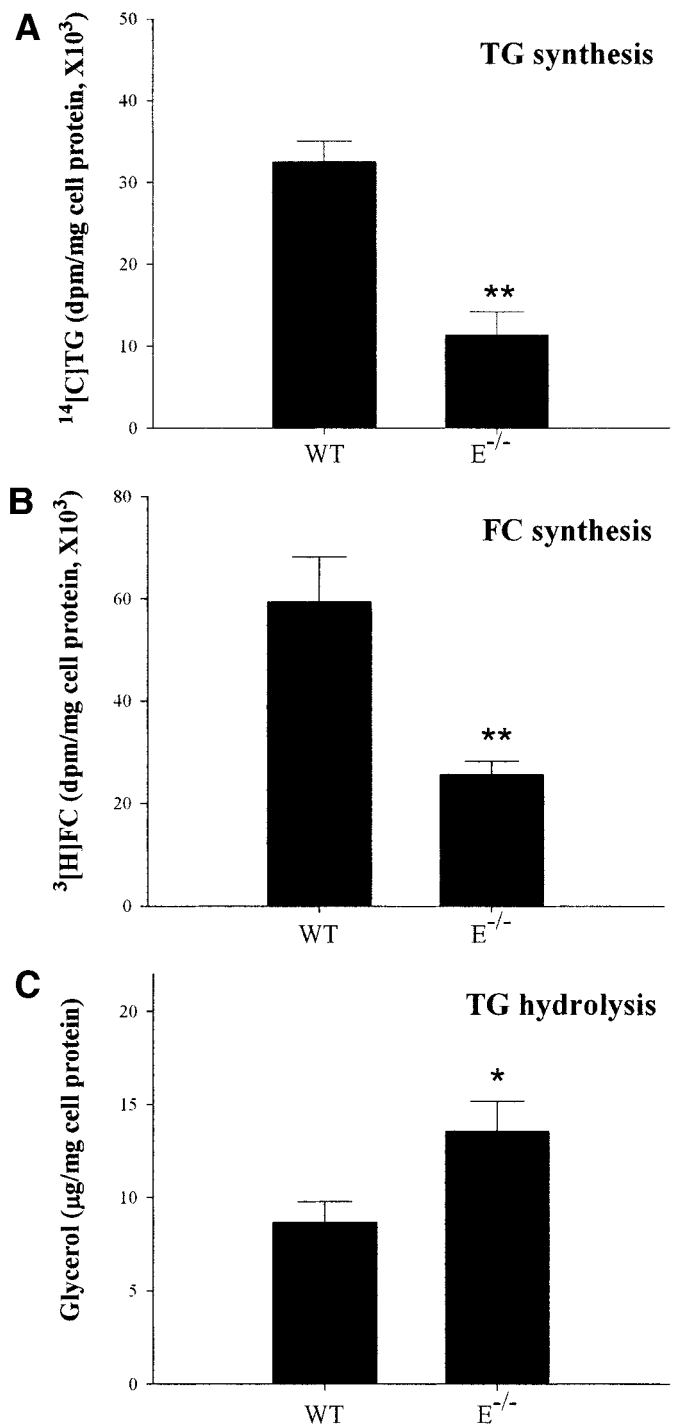 A
TG synthesis
¹⁴[C]TG (dpm/mg cell protein, X10³)
50
40
30
20
10
0
**
WT
E⁻/⁻
B
FC synthesis
³[H]FC (dpm/mg cell protein, X10³)
80
60
40
20
0
**
WT
E⁻/⁻
C
TG hydrolysis
Glycerol (µg/mg cell protein)
20
15
10
5
0
*
WT
E⁻/⁻